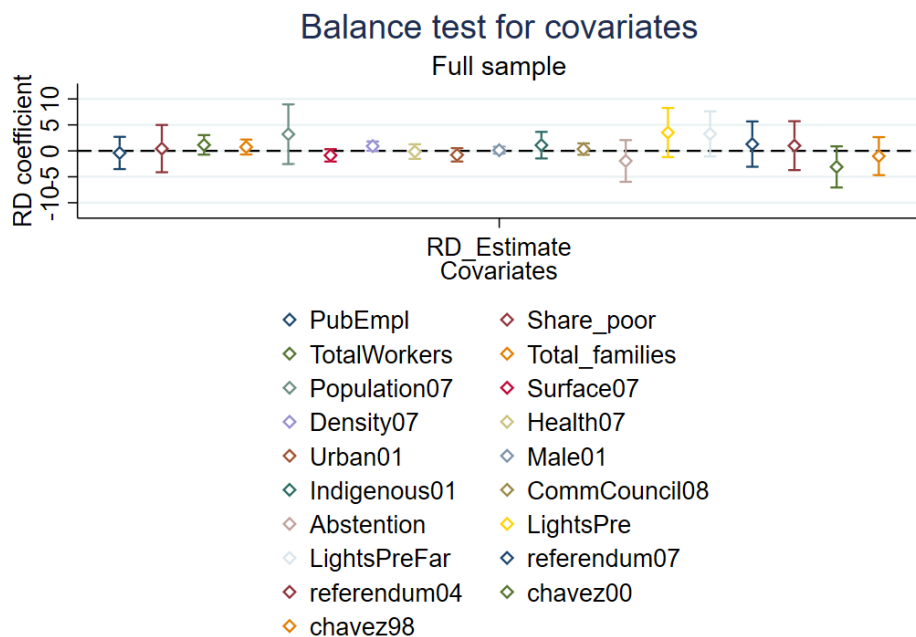 Balance test for covariates
Full sample
RD coefficient
10
5
0
-5
-10
RD_Estimate
Covariates
PubEmpl Share_poor
TotalWorkers Total_families
Population07 Surface07
Density07 Health07
Urban01 Male01
Indigenous01 CommCouncil08
Abstention LightsPre
LightsPreFar referendum07
referendum04 chavez00
chavez98